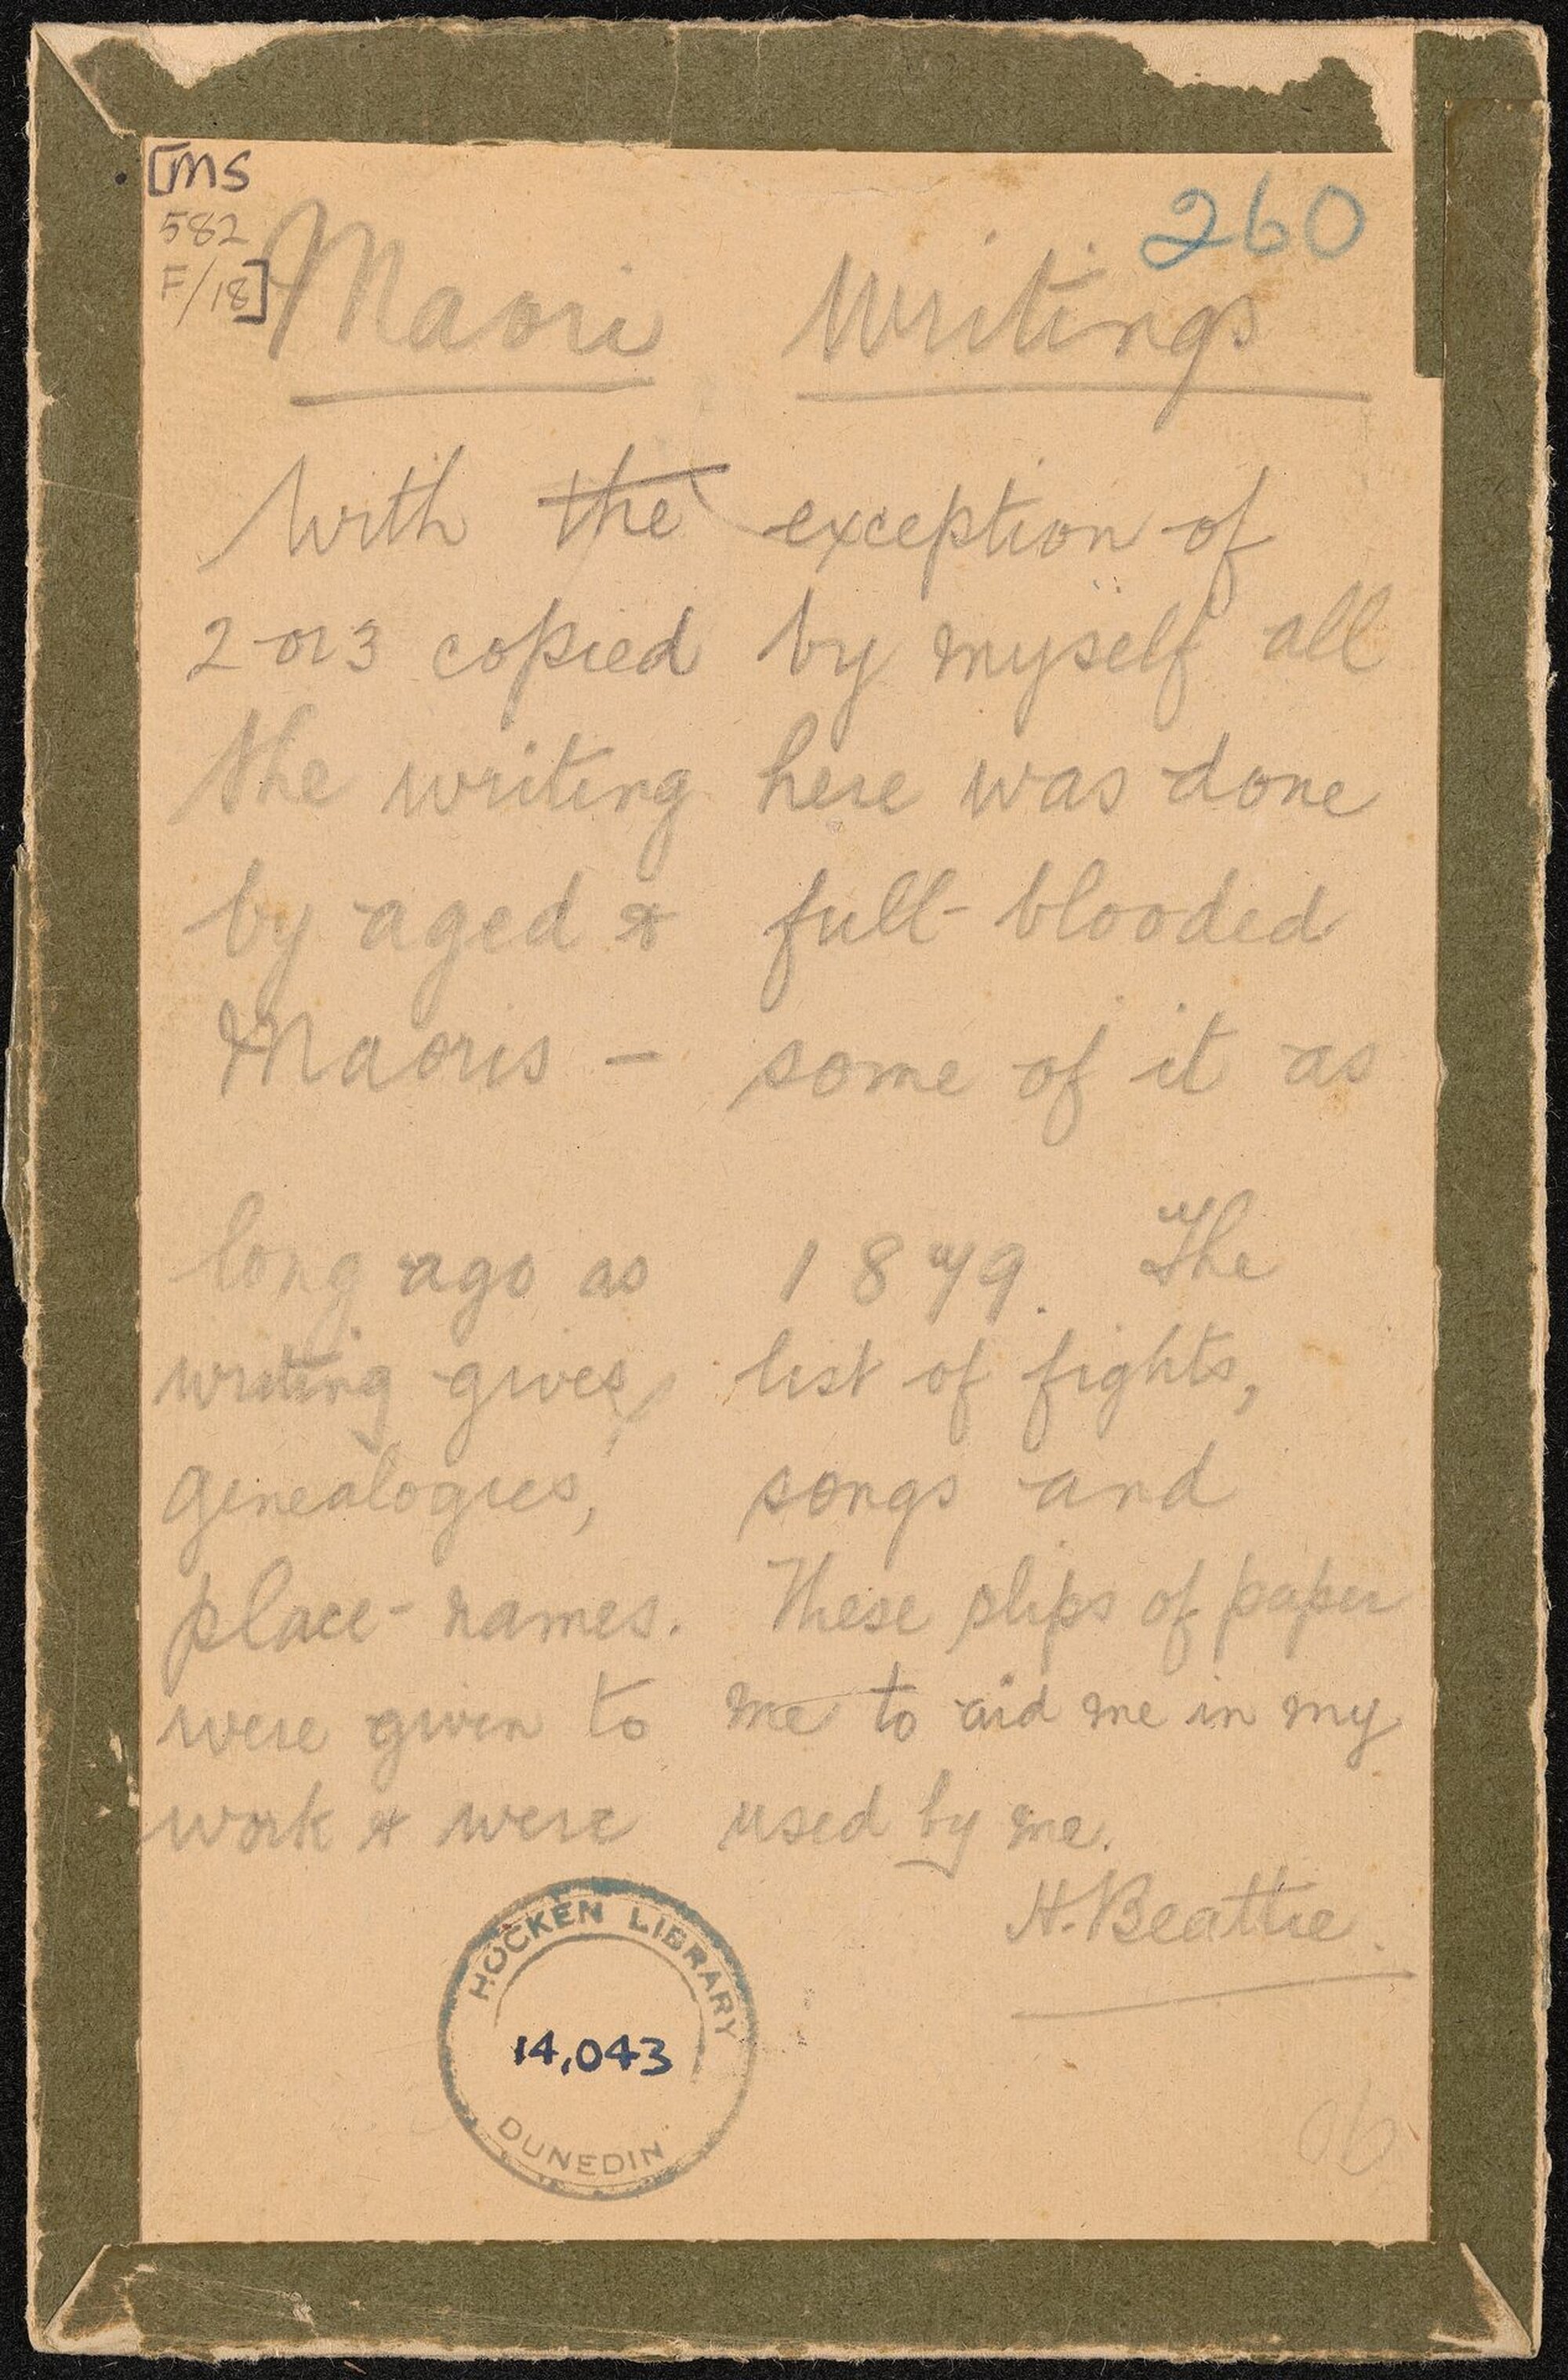 [MS
582
F/18]
260
Maori Writings
With the exception of
2 or 3 copied by myself all
the writing here was done
by aged & full-blooded
Maoris - some of it as
long ago as 1879. The
writing gives list of fights,
genealogies, songs and
place-names. These slips of paper
were given to me to aid me in my
work & were used by me.
H. Beattie.
HOCKEN LIBRARY
14,043
DUNEDIN